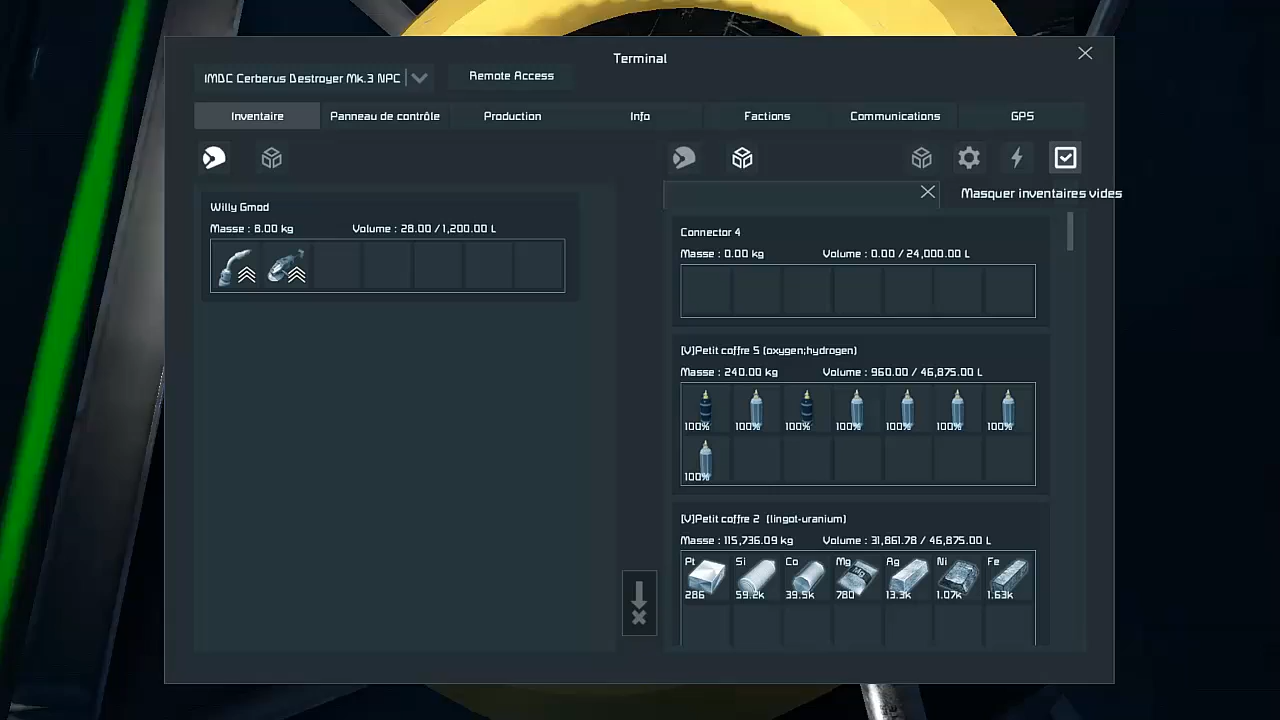 Terminal
IMDC Cerberus Destroyer Mk.3 NPC
Remote Access
Inventaire
Panneau de contrôle
Production
Info
Factions
Communications
GPS
Masquer inventaires vides
Willy Gmod
Masse : 8.00 kg
Volume : 28.00 / 1,200.00 L
Connector 4
Masse : 0.00 kg
Volume : 0.00 / 24,000.00 L
[V]Petit coffre 5 (oxygen;hydrogen)
Masse : 240.00 kg
Volume : 960.00 / 46,875.00 L
100% 100% 100% 100% 100% 100% 100%
100%
[V]Petit coffre 2 (lingot-uranium)
Masse : 115,736.09 kg
Volume : 31,861.78 / 46,875.00 L
Pt Si Co Mg Ag Ni Fe
Mg
286 59.2k 39.5k 780 13.3k 1.07k 1.63k